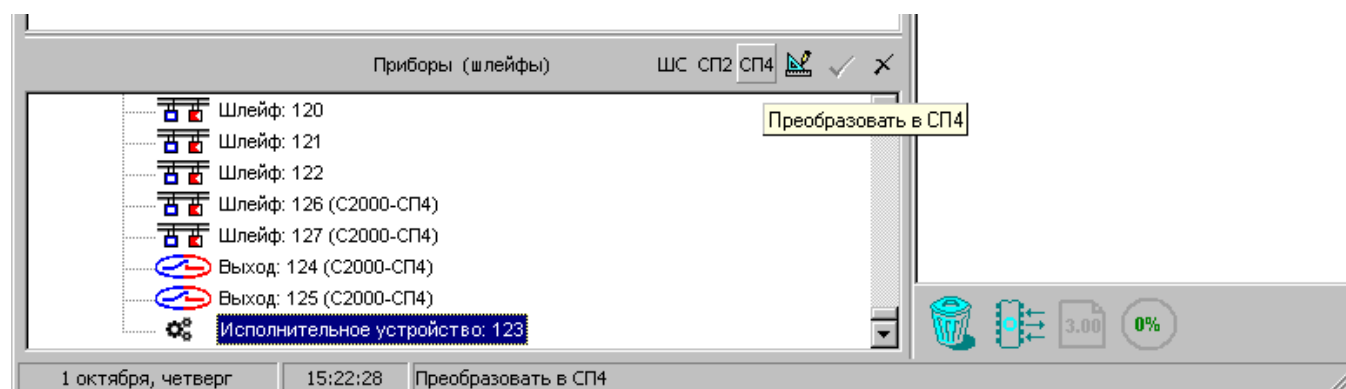 Приборы (шлейфы) ШС СП2 СП4
Шлейф: 120
Преобразовать в СП4
Шлейф: 121
Шлейф: 122
Шлейф: 126 (С2000-СП4)
Шлейф: 127 (С2000-СП4)
Выход: 124 (С2000-СП4)
Выход: 125 (С2000-СП4)
Исполнительное устройство: 123
3.00 0%
1 октября, четверг 15:22:28 Преобразовать в СП4